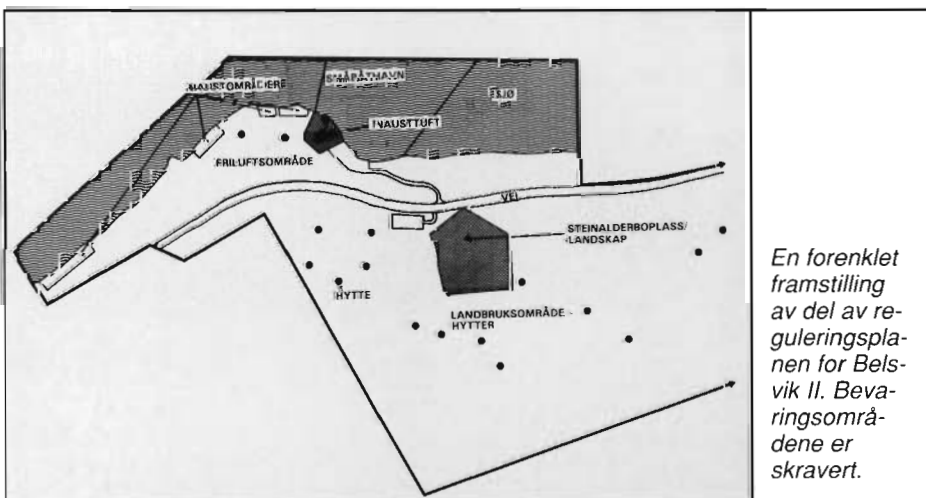 NAUSTOMRÅDER
SMÅBÅTHAVN
SJØ
NAUSTTUFT
FRILUFTSOMRÅDE
VEI
STEINALDERBOPLASS/
LANDSKAP
HYTTE
LANDBRUKSOMRÅDE -
HYTTER
En forenklet
framstilling
av del av re-
guleringspla-
nen for Bels-
vik II. Beva-
ringsområ-
dene er
skravert.